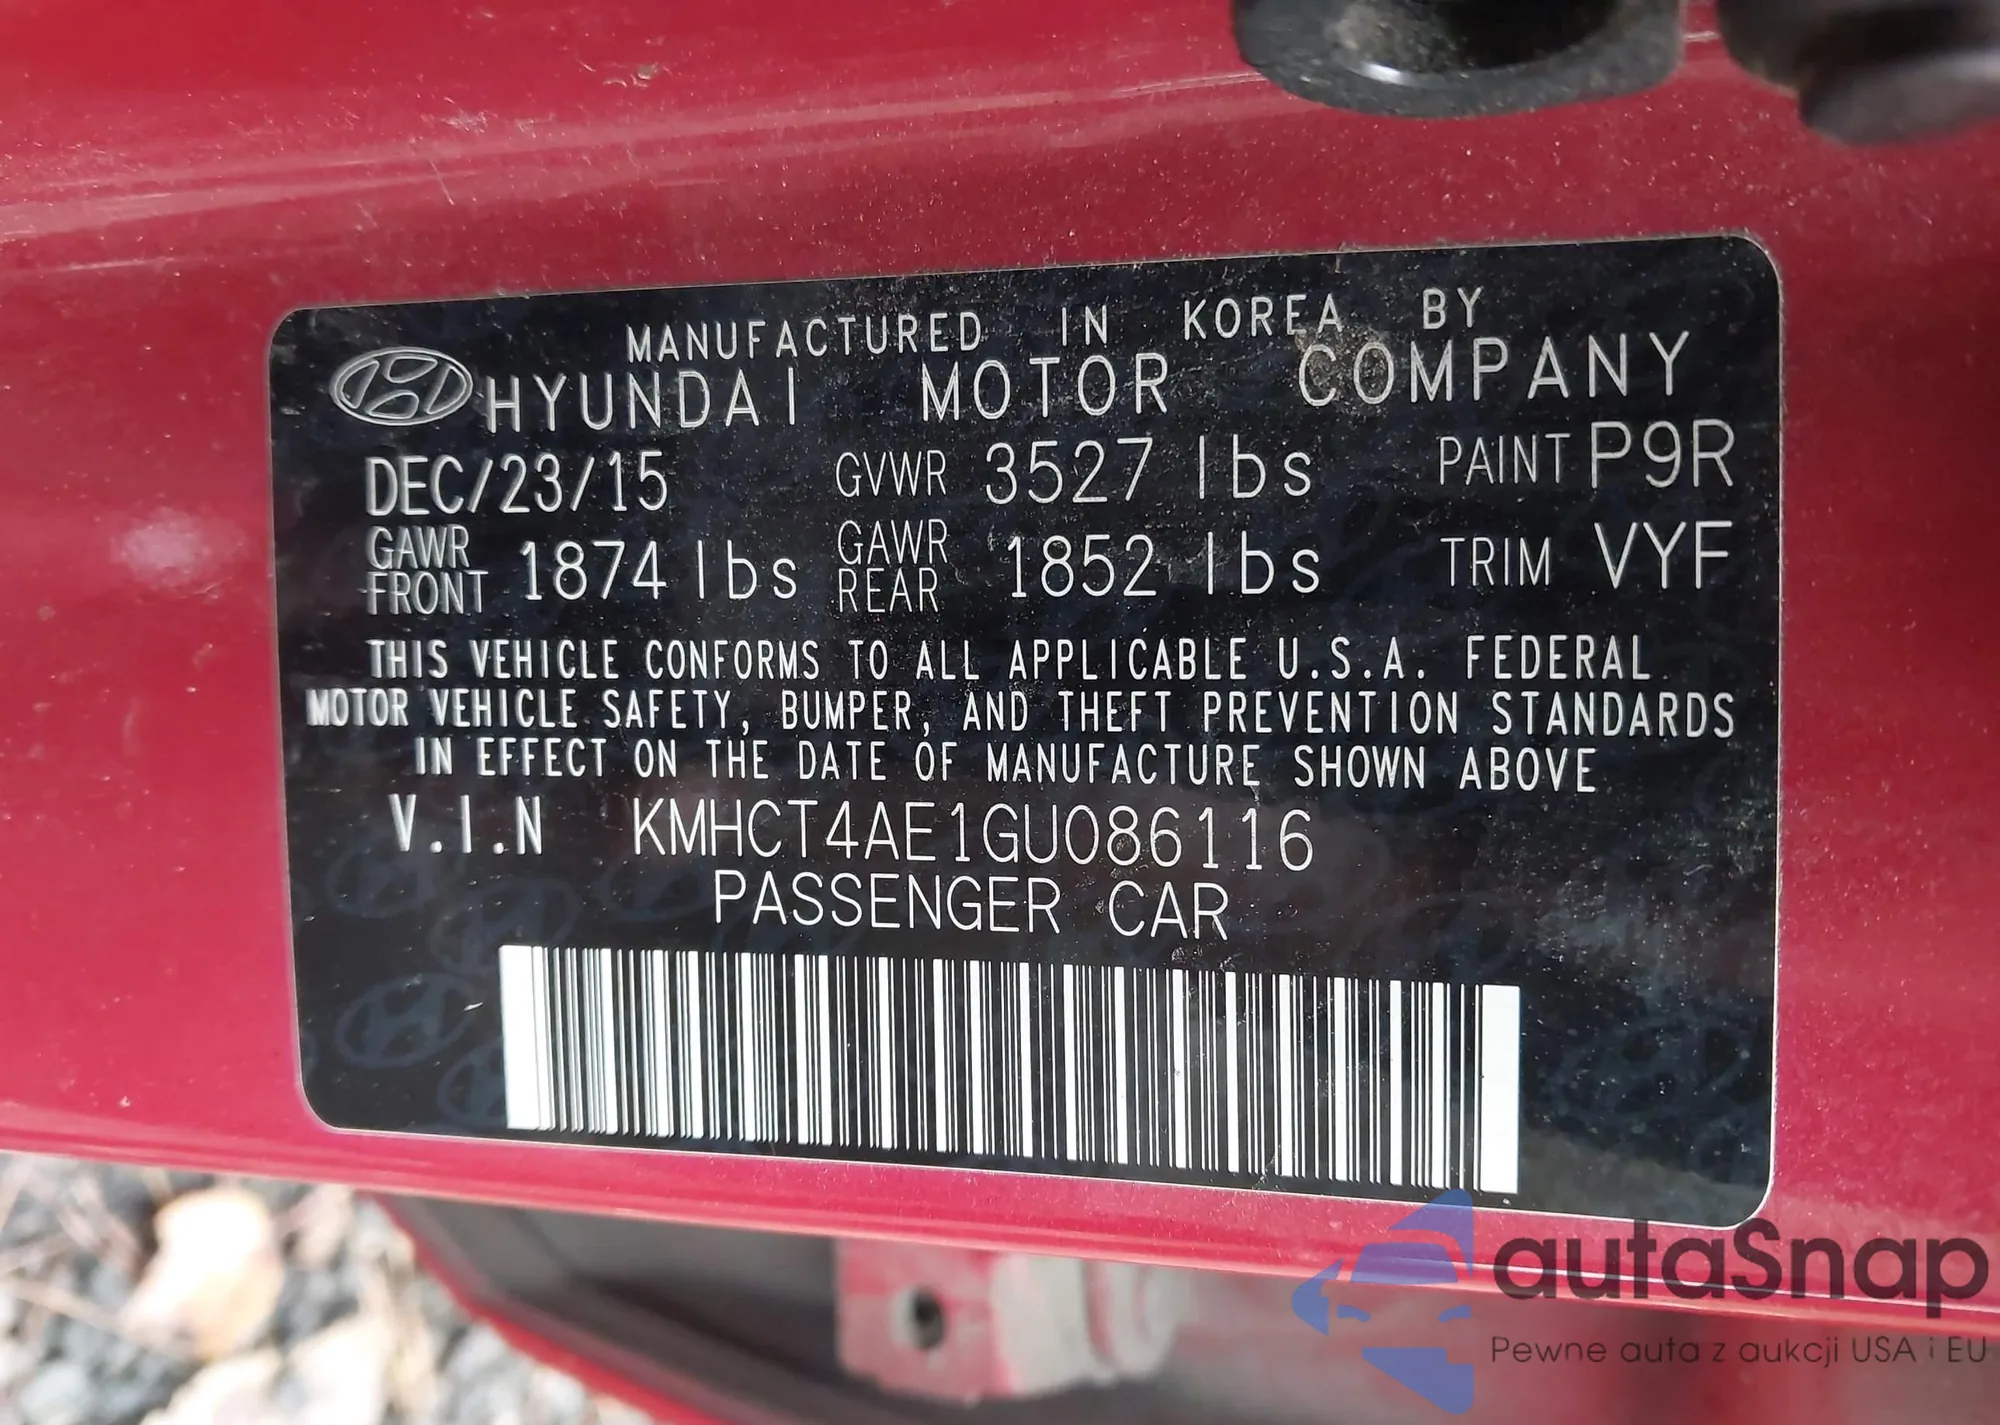 MANUFACTURED IN KOREA BY
HYUNDAI MOTOR COMPANY
DEC/23/15 GVWR 3527 lbs PAINT P9R
GAWR FRONT 1874 lbs GAWR REAR 1852 lbs TRIM VYF
THIS VEHICLE CONFORMS TO ALL APPLICABLE U.S.A. FEDERAL
MOTOR VEHICLE SAFETY, BUMPER, AND THEFT PREVENTION STANDARDS
IN EFFECT ON THE DATE OF MANUFACTURE SHOWN ABOVE
V.I.N KMHCT4AE1GU086116
PASSENGER CAR
autaSnap
Pewne auta z aukcji USA i EU